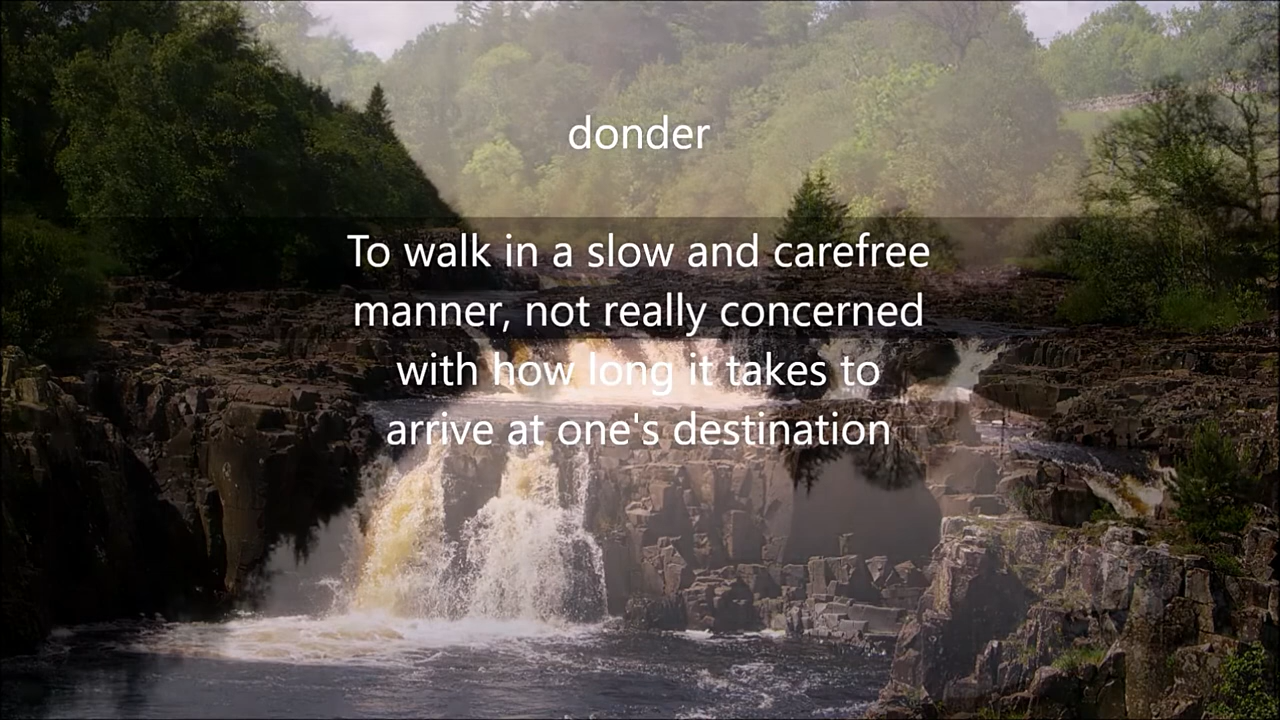 donder
To walk in a slow and carefree
manner, not really concerned
with how long it takes to
arrive at one's destination